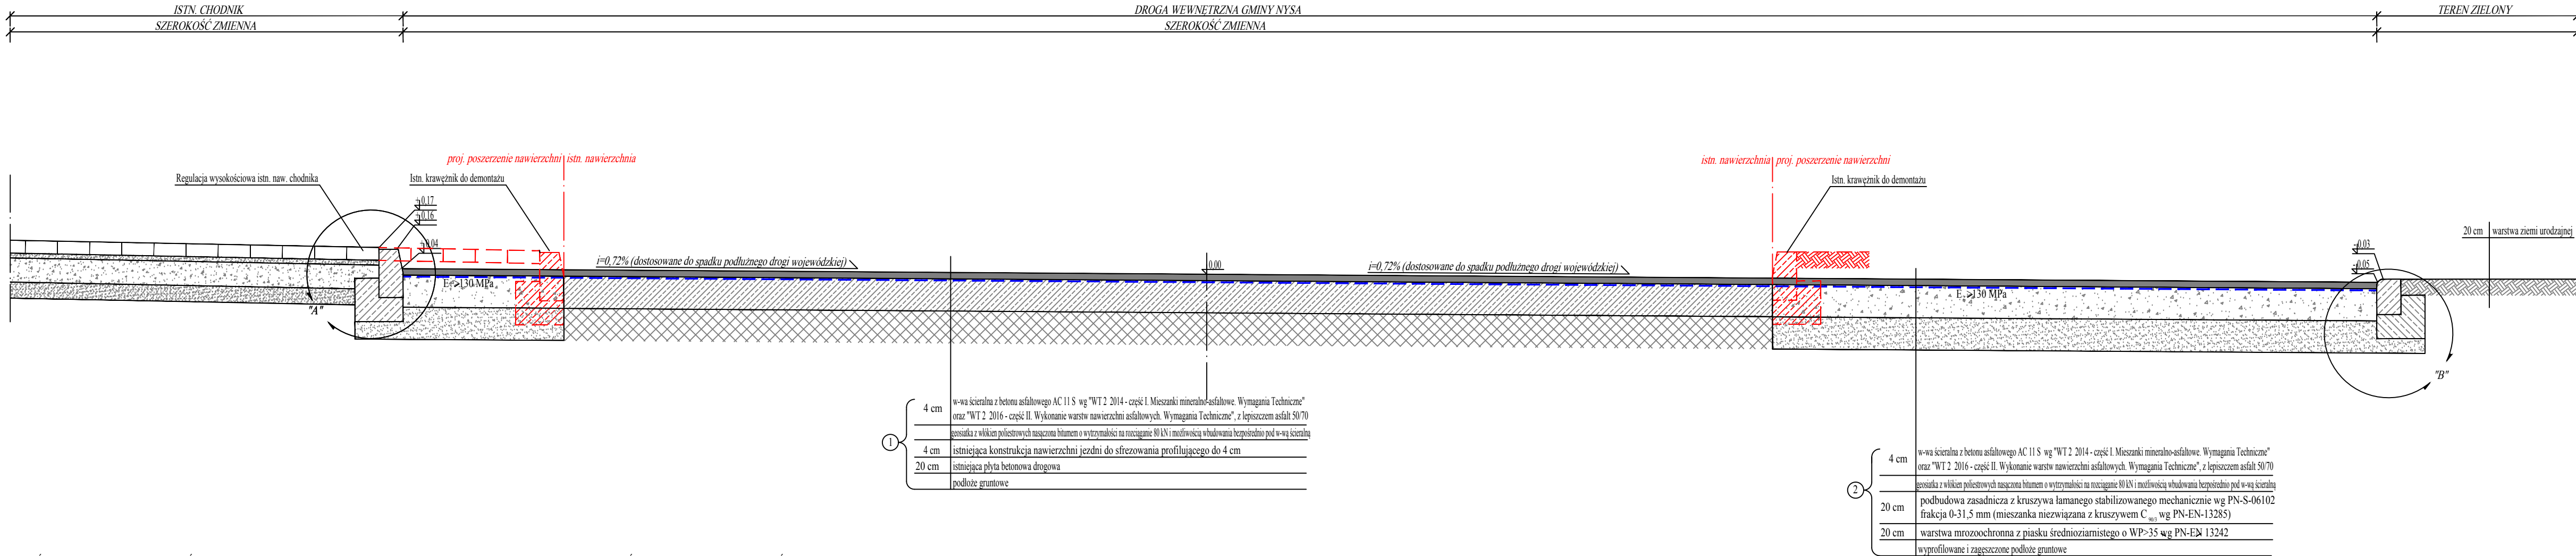 ISTN. CHODNIK
DROGA WEWNĘTRZNA GMINY NYSA
TEREN ZIELONY
SZEROKOŚĆ ZMIENNA
SZEROKOŚĆ ZMIENNA
proj. poszerzenie nawierzchni
istn. nawierzchnia
istn. nawierzchnia
proj. poszerzenie nawierzchni
Regulacja wysokościowa istn. naw. chodnika
Istn. krawężnik do demontażu
Istn. krawężnik do demontażu
+0.17
+0.16
+0.04
0.00
-0.03
-0.05
20 cm
warstwa ziemi urodzajnej
i=0,72% (dostosowane do spadku podłużnego drogi wojewódzkiej)
i=0,72% (dostosowane do spadku podłużnego drogi wojewódzkiej)
>130 MPa
>130 MPa
"A"
"B"
1
4 cm
w-wa ścieralna z betonu asfaltowego AC 11 S wg "WT 2 2014 - część I. Mieszanki mineralno-asfaltowe. Wymagania Techniczne"
oraz "WT 2 2016 - część II. Wykonanie warstw nawierzchni asfaltowych. Wymagania Techniczne", z lepiszczem asfalt 50/70
geosiatka z włókien poliestrowych nasączona bitumem o wytrzymałości na rozciąganie 80 kN i możliwością wbudowania bezpośrednio pod w-wą ścieralną
4 cm
istniejąca konstrukcja nawierzchni jezdni do sfrezowania profilującego do 4 cm
20 cm
istniejąca płyta betonowa drogowa
podłoże gruntowe
2
4 cm
w-wa ścieralna z betonu asfaltowego AC 11 S wg "WT 2 2014 - część I. Mieszanki mineralno-asfaltowe. Wymagania Techniczne"
oraz "WT 2 2016 - część II. Wykonanie warstw nawierzchni asfaltowych. Wymagania Techniczne", z lepiszczem asfalt 50/70
geosiatka z włókien poliestrowych nasączona bitumem o wytrzymałości na rozciąganie 80 kN i możliwością wbudowania bezpośrednio pod w-wą ścieralną
20 cm
podbudowa zasadnicza z kruszywa łamanego stabilizowanego mechanicznie wg PN-S-06102
frakcja 0-31,5 mm (mieszanka niezwiązana z kruszywem C 90/3 wg PN-EN-13285)
20 cm
warstwa mrozoochronna z piasku średnioziarnistego o WP>35 wg PN-EN 13242
wyprofilowane i zagęszczone podłoże gruntowe